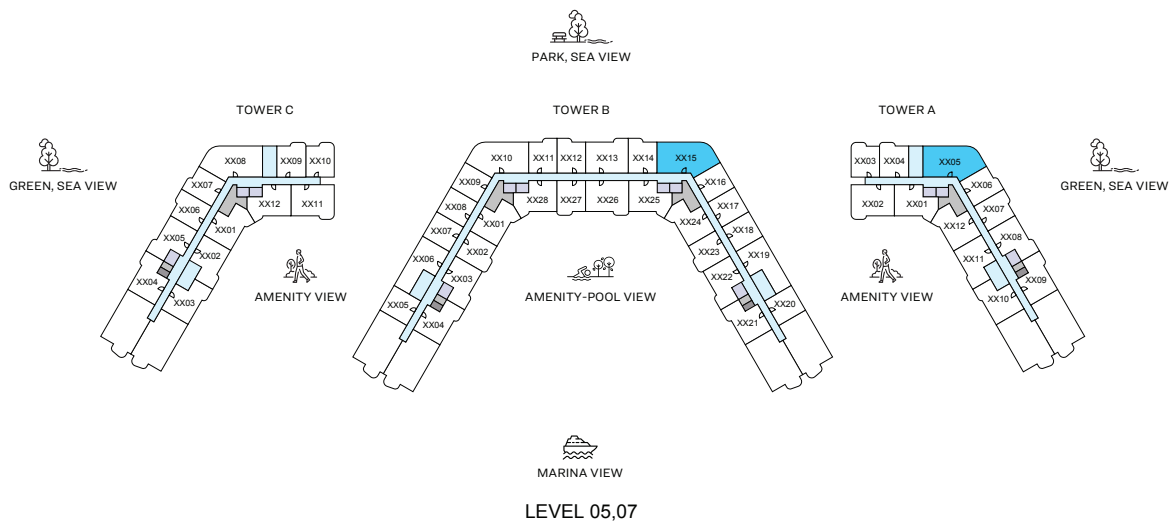 PARK, SEA VIEW
TOWER C
TOWER B
TOWER A
GREEN, SEA VIEW
GREEN, SEA VIEW
XX08
XX09
XX10
XX07
XX06
XX05
XX04
XX12
XX11
XX01
XX02
XX03
XX10
XX11
XX12
XX13
XX14
XX15
XX09
XX08
XX07
XX06
XX05
XX28
XX27
XX26
XX25
XX01
XX02
XX03
XX04
XX16
XX17
XX18
XX19
XX20
XX24
XX23
XX22
XX21
XX03
XX04
XX05
XX02
XX01
XX06
XX07
XX08
XX09
XX12
XX11
XX10
AMENITY VIEW
AMENITY-POOL VIEW
AMENITY VIEW
MARINA VIEW
LEVEL 05,07